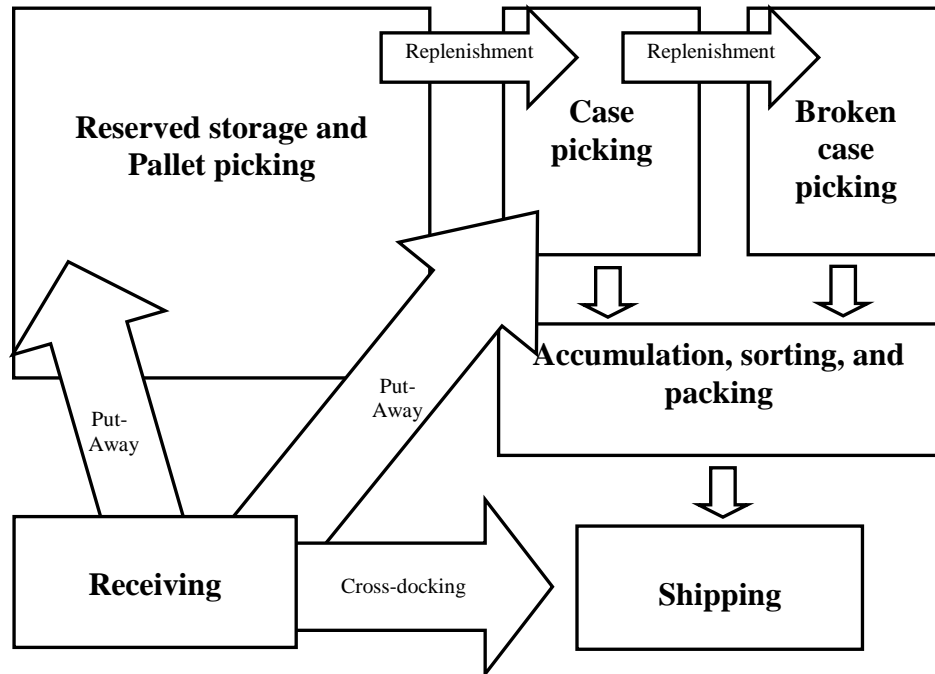 Replenishment
Replenishment
Reserved storage and
Pallet picking
Case
picking
Broken
case
picking
Accumulation, sorting, and
packing
Put-
Away
Put-
Away
Receiving
Cross-docking
Shipping